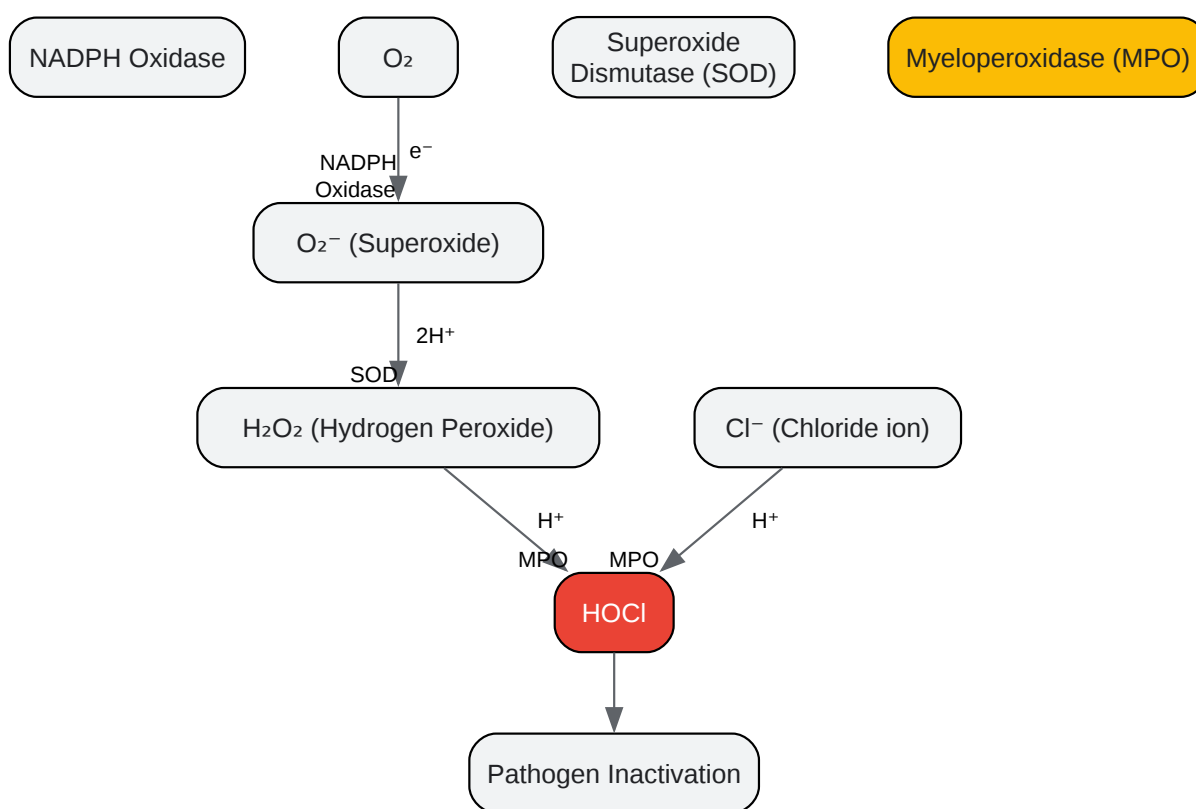 NADPH Oxidase
O₂
Superoxide
Dismutase (SOD)
Myeloperoxidase (MPO)
e⁻
NADPH
Oxidase
O₂⁻ (Superoxide)
2H⁺
SOD
H₂O₂ (Hydrogen Peroxide)
Cl⁻ (Chloride ion)
H⁺
H⁺
MPO
MPO
HOCl
Pathogen Inactivation